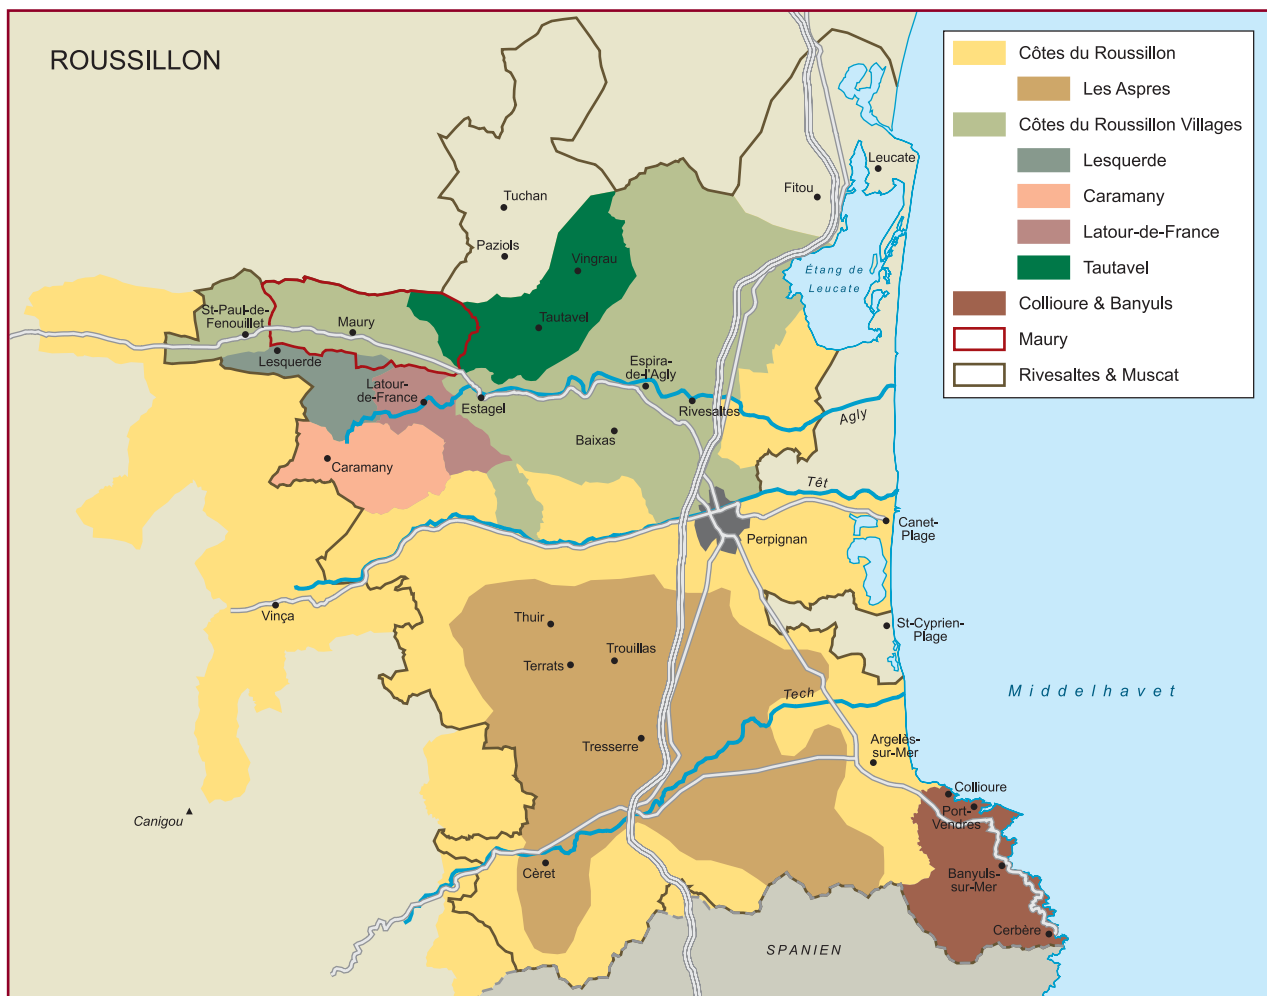 ROUSSILLON
Côtes du Roussillon
Les Aspres
Côtes du Roussillon Villages
Lesquerde
Caramany
Latour-de-France
Tautavel
Collioure & Banyuls
Maury
Rivesaltes & Muscat
Leucate
Fitou
Tuchan
Paziols
Vingrau
Étang de
Leucate
St-Paul-de-
Fenouillet
Maury
Tautavel
Lesquerde
Latour-
de-France
Espira-
de-l'Agly
Estagel
Rivesaltes
Agly
Baixas
Caramany
Têt
Canet-
Plage
Perpignan
Vinça
Thuir
St-Cyprien-
Plage
Terrats
Trouillas
Tech
Middelhavet
Tresserre
Argelès-
sur-Mer
Collioure
Port-
Vendres
Canigou
Cèret
Banyuls-
sur-Mer
Cerbère
SPANIEN